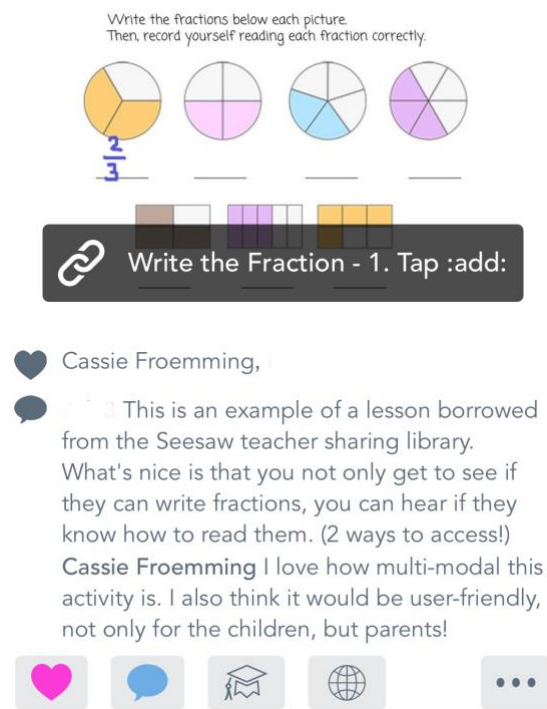 Write the fractions below each picture.
Then, record yourself reading each fraction correctly.
2
3
Write the Fraction - 1. Tap :add:
Cassie Froemming,
This is an example of a lesson borrowed
from the Seesaw teacher sharing library.
What's nice is that you not only get to see if
they can write fractions, you can hear if they
know how to read them. (2 ways to access!)
Cassie Froemming I love how multi-modal this
activity is. I also think it would be user-friendly,
not only for the children, but parents!